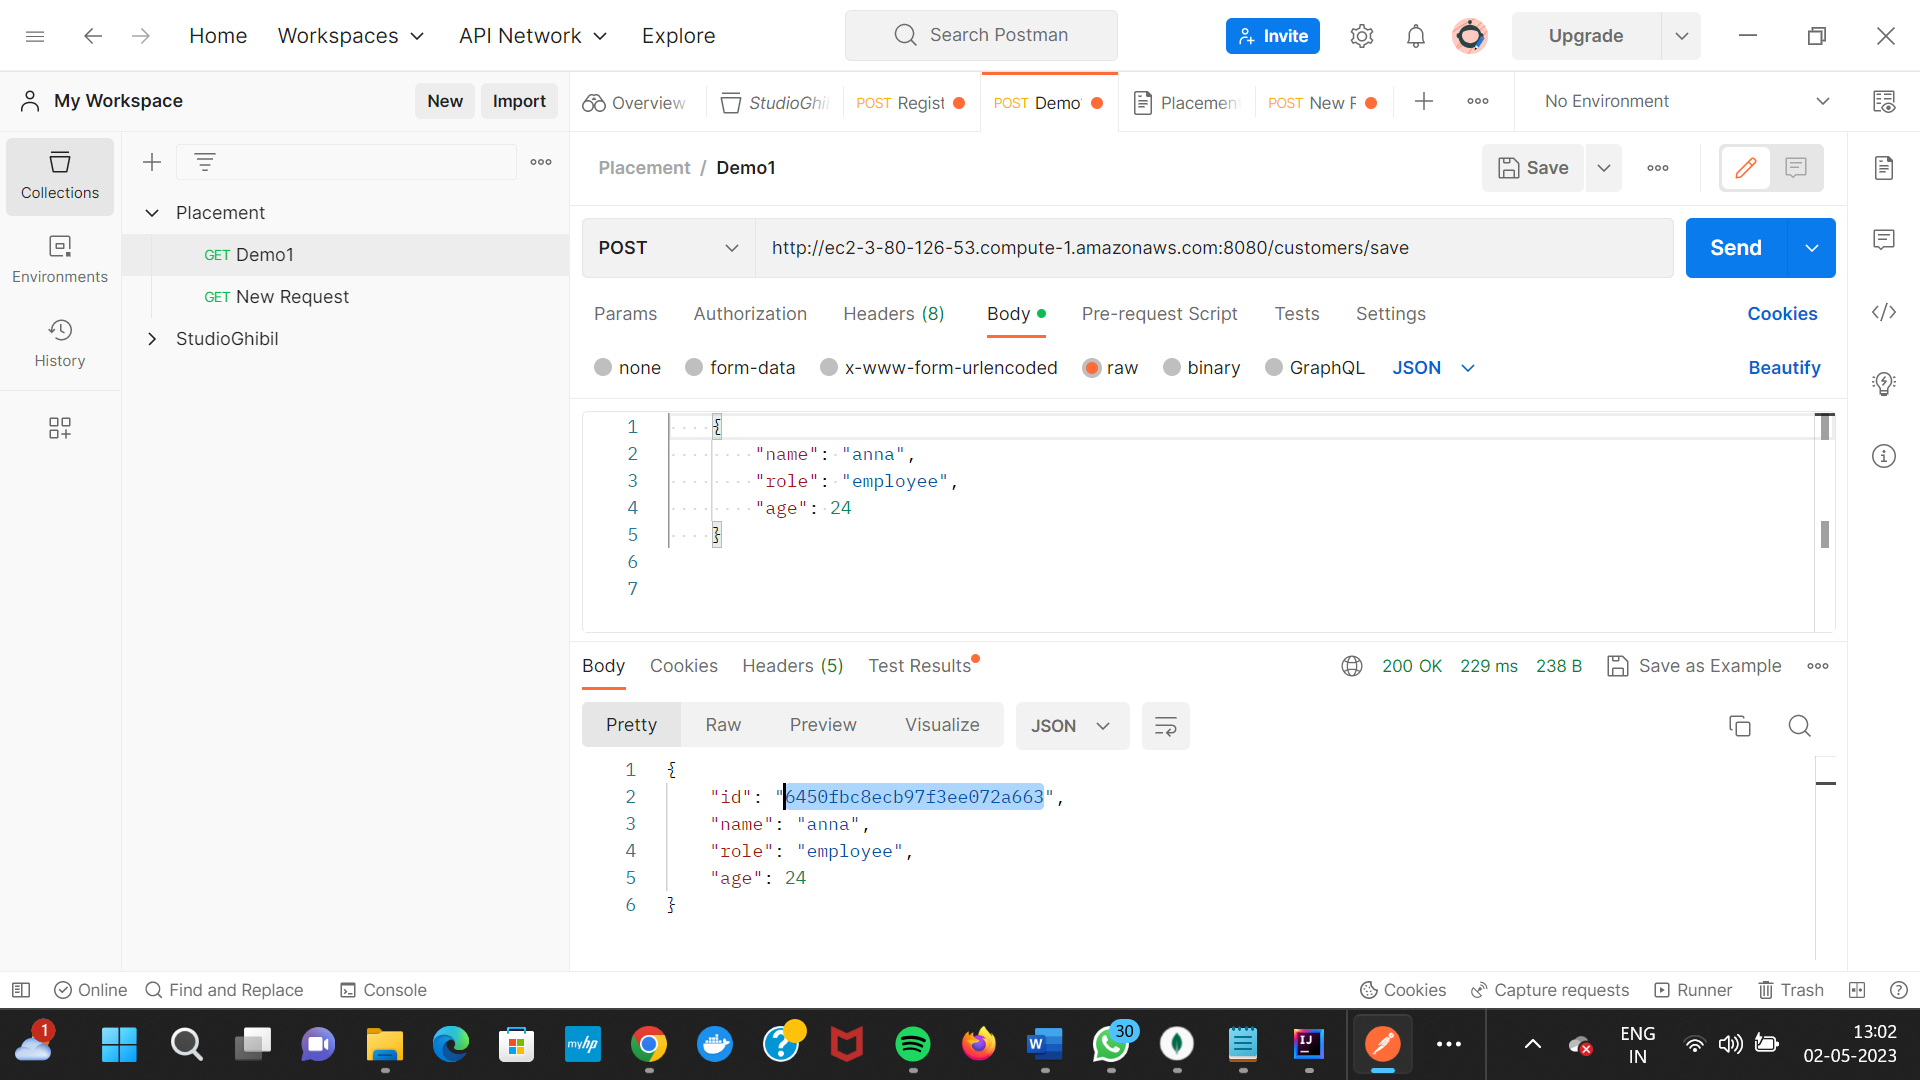 Home Workspaces API Network Explore Search Postman Invite Upgrade
My Workspace New Import Overview StudioGhi POST Regist POST Demo POST New No Environment
Collections
Placement / Demo1 Save
Placement
GET Demo1
POST http://ec2-3-80-126-53.compute-1.amazonaws.com:8080/customers/save Send
Environments
GET New Request
Params Authorization Headers (8) Body Pre-request Script Tests Settings Cookies
StudioGhibil
History
none form-data x-www-form-urlencoded raw binary GraphQL JSON Beautify
1 {
2 "name": "anna",
3 "role": "employee",
4 "age": 24
5 }
6
7
Body Cookies Headers (5) Test Results 200 OK 229 ms 238 B Save as Example
Pretty Raw Preview Visualize JSON
1 {
2 "id": "6450fbc8ecb97f3ee072a663",
3 "name": "anna",
4 "role": "employee",
5 "age": 24
6 }
Online Find and Replace Console Cookies Capture requests Runner Trash
1 myhp W 30 IJ ENG 13:02
IN 02-05-2023